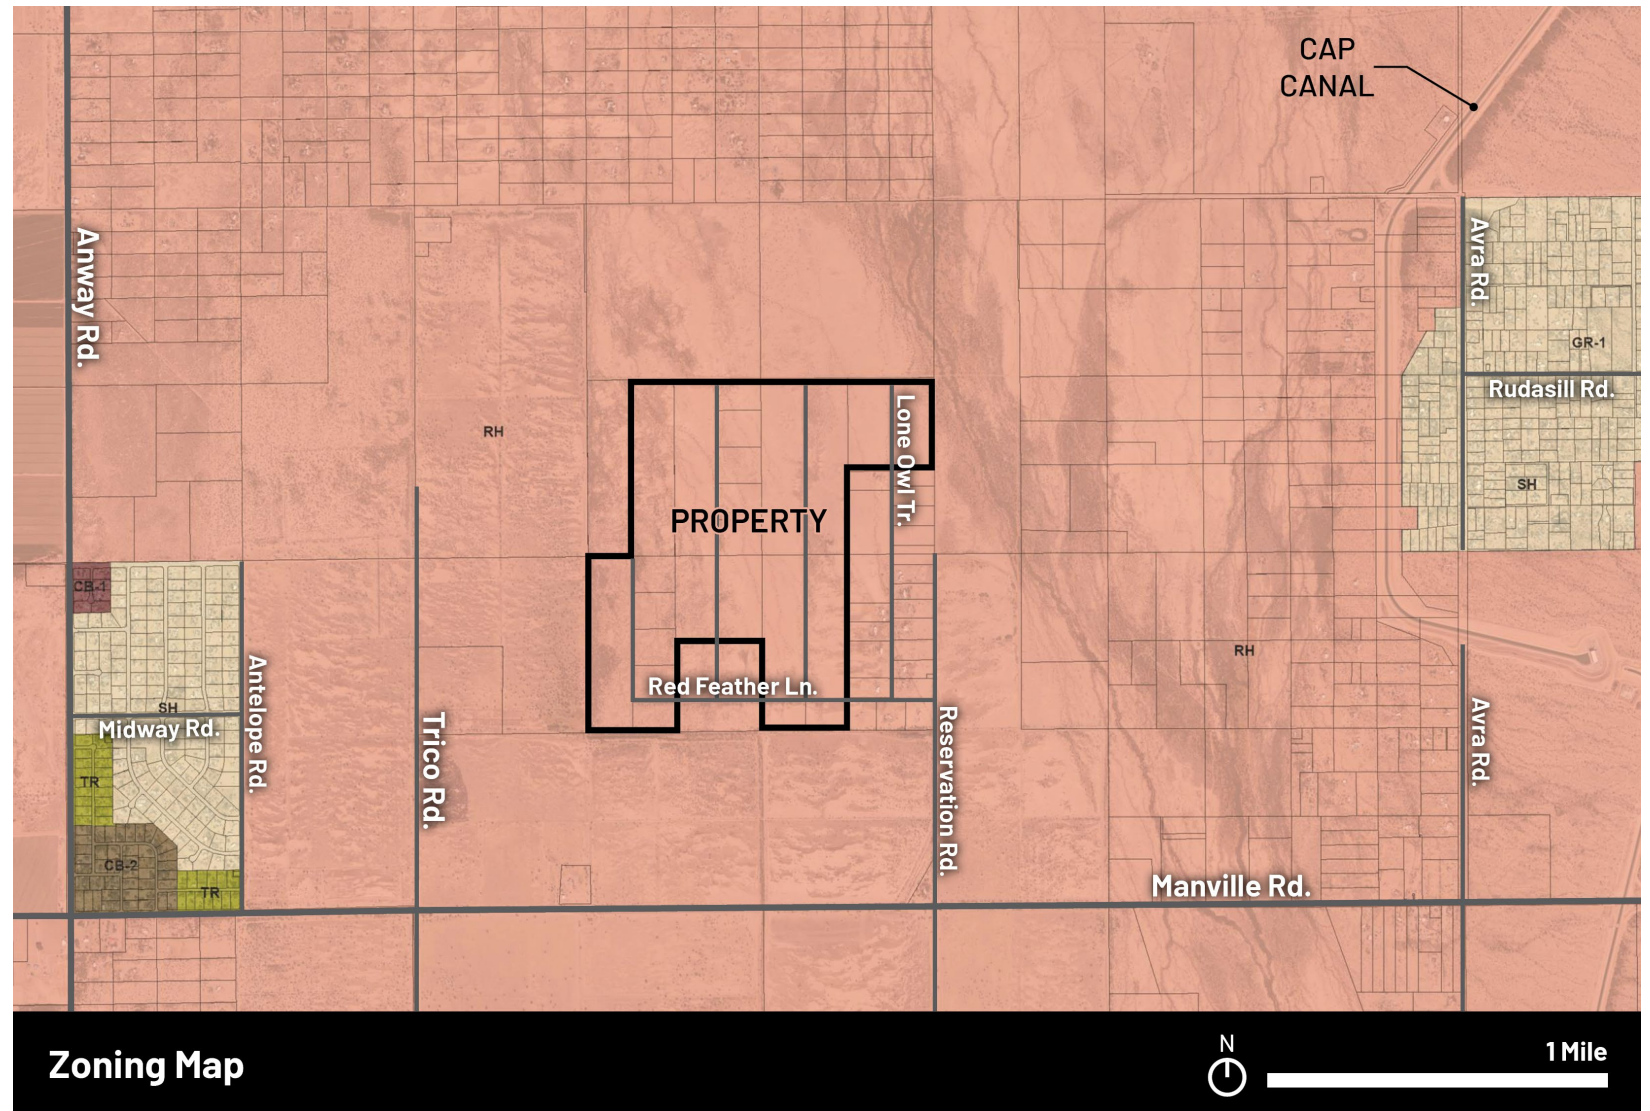 CAP
CANAL
Anway Rd.
Avra Rd.
GR-1
Rudasill Rd.
Lone Owl Tr.
RH
SH
PROPERTY
CB-1
RH
Antelope Rd.
Red Feather Ln.
SH
Midway Rd.
Trico Rd.
Reservation Rd.
Avra Rd.
TR
CB-2
TR
Manville Rd.
Zoning Map
N
1 Mile